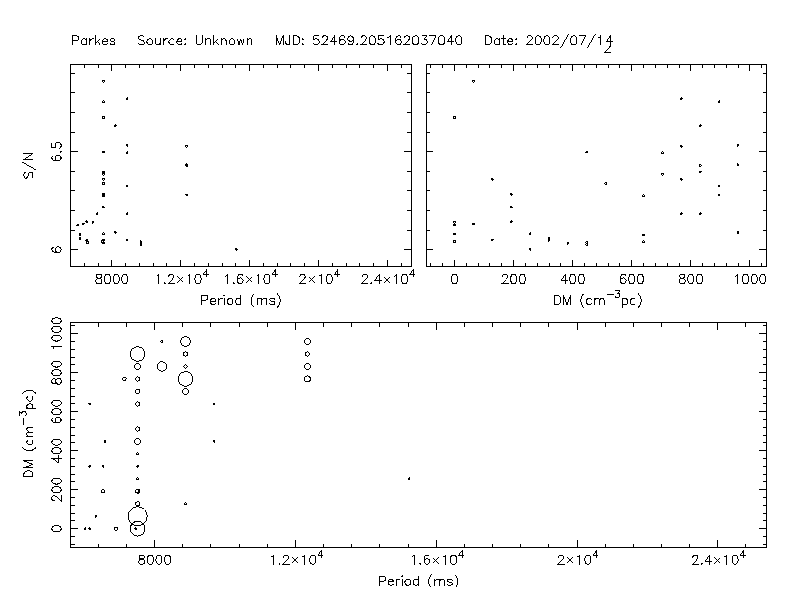 Parkes Source: Unknown MJD: 52469.205162037040 Date: 2002/07/14
2
S/N
6.5
6
8000 1.2×10⁴ 1.6×10⁴ 2×10⁴ 2.4×10⁴
Period (ms)
0 200 400 600 800 1000
DM (cm⁻³pc)
DM (cm⁻³pc)
1000
800
600
400
200
0
8000 1.2×10⁴ 1.6×10⁴ 2×10⁴ 2.4×10⁴
Period (ms)